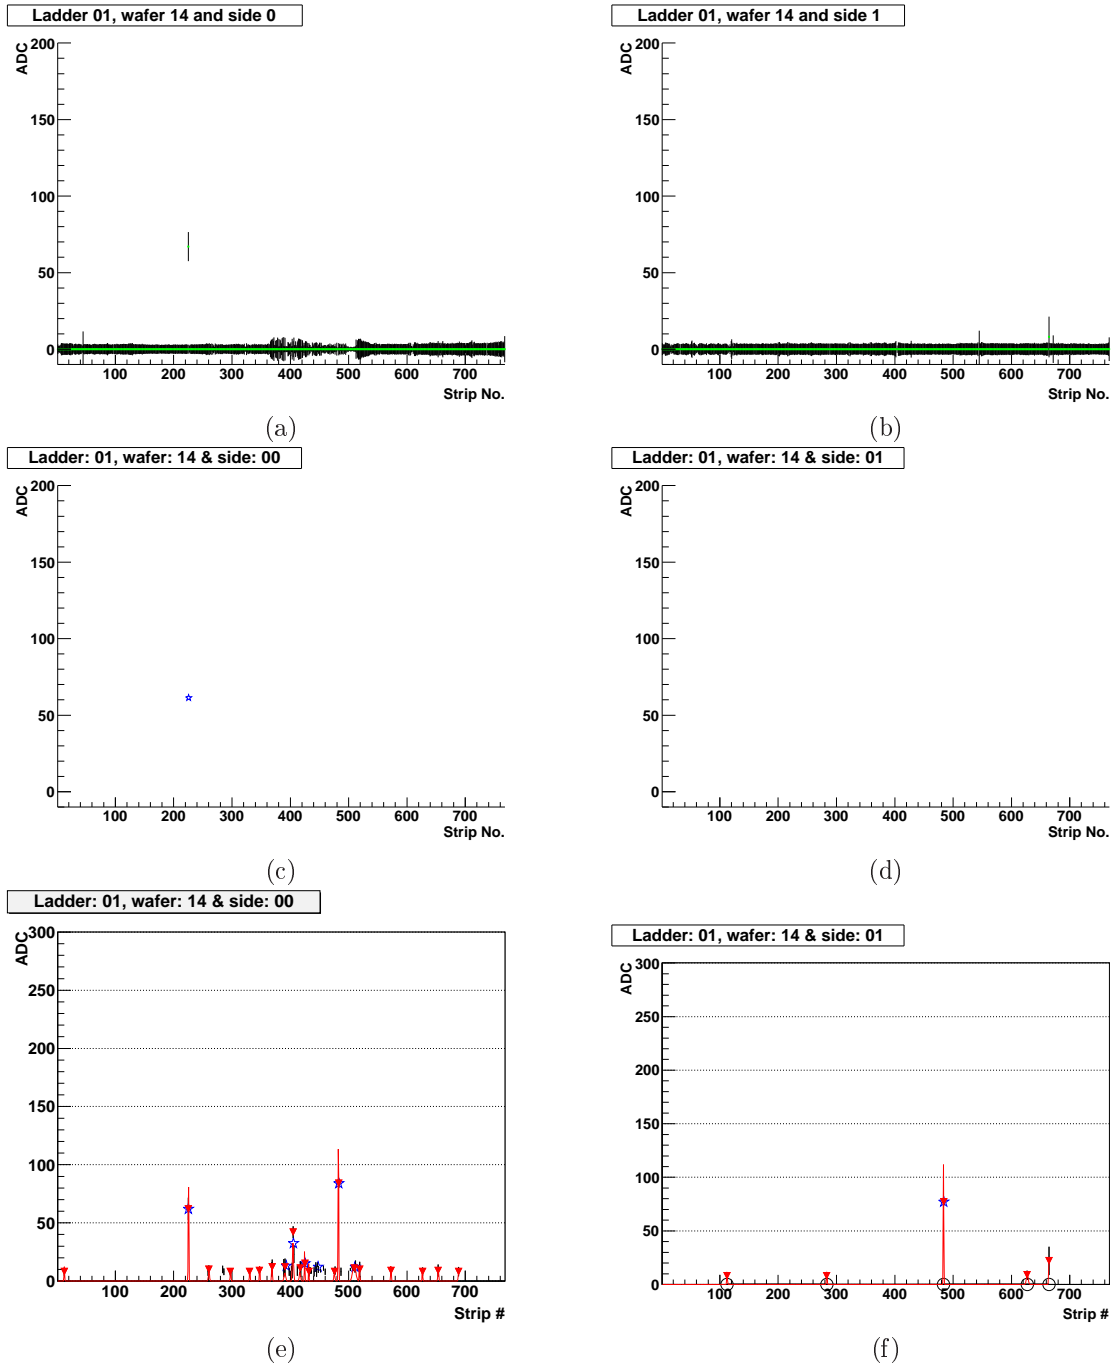 Ladder 01, wafer 14 and side 0
ADC
200
150
100
50
0
100 200 300 400 500 600 700
Strip No.
(a)
Ladder 01, wafer 14 and side 1
ADC
200
150
100
50
0
100 200 300 400 500 600 700
Strip No.
(b)
Ladder: 01, wafer: 14 & side: 00
ADC
200
150
100
50
0
100 200 300 400 500 600 700
Strip No.
(c)
Ladder: 01, wafer: 14 & side: 01
ADC
200
150
100
50
0
100 200 300 400 500 600 700
Strip No.
(d)
Ladder: 01, wafer: 14 & side: 00
ADC
300
250
200
150
100
50
0
100 200 300 400 500 600 700
Strip #
(e)
Ladder: 01, wafer: 14 & side: 01
ADC
300
250
200
150
100
50
0
100 200 300 400 500 600 700
Strip #
(f)